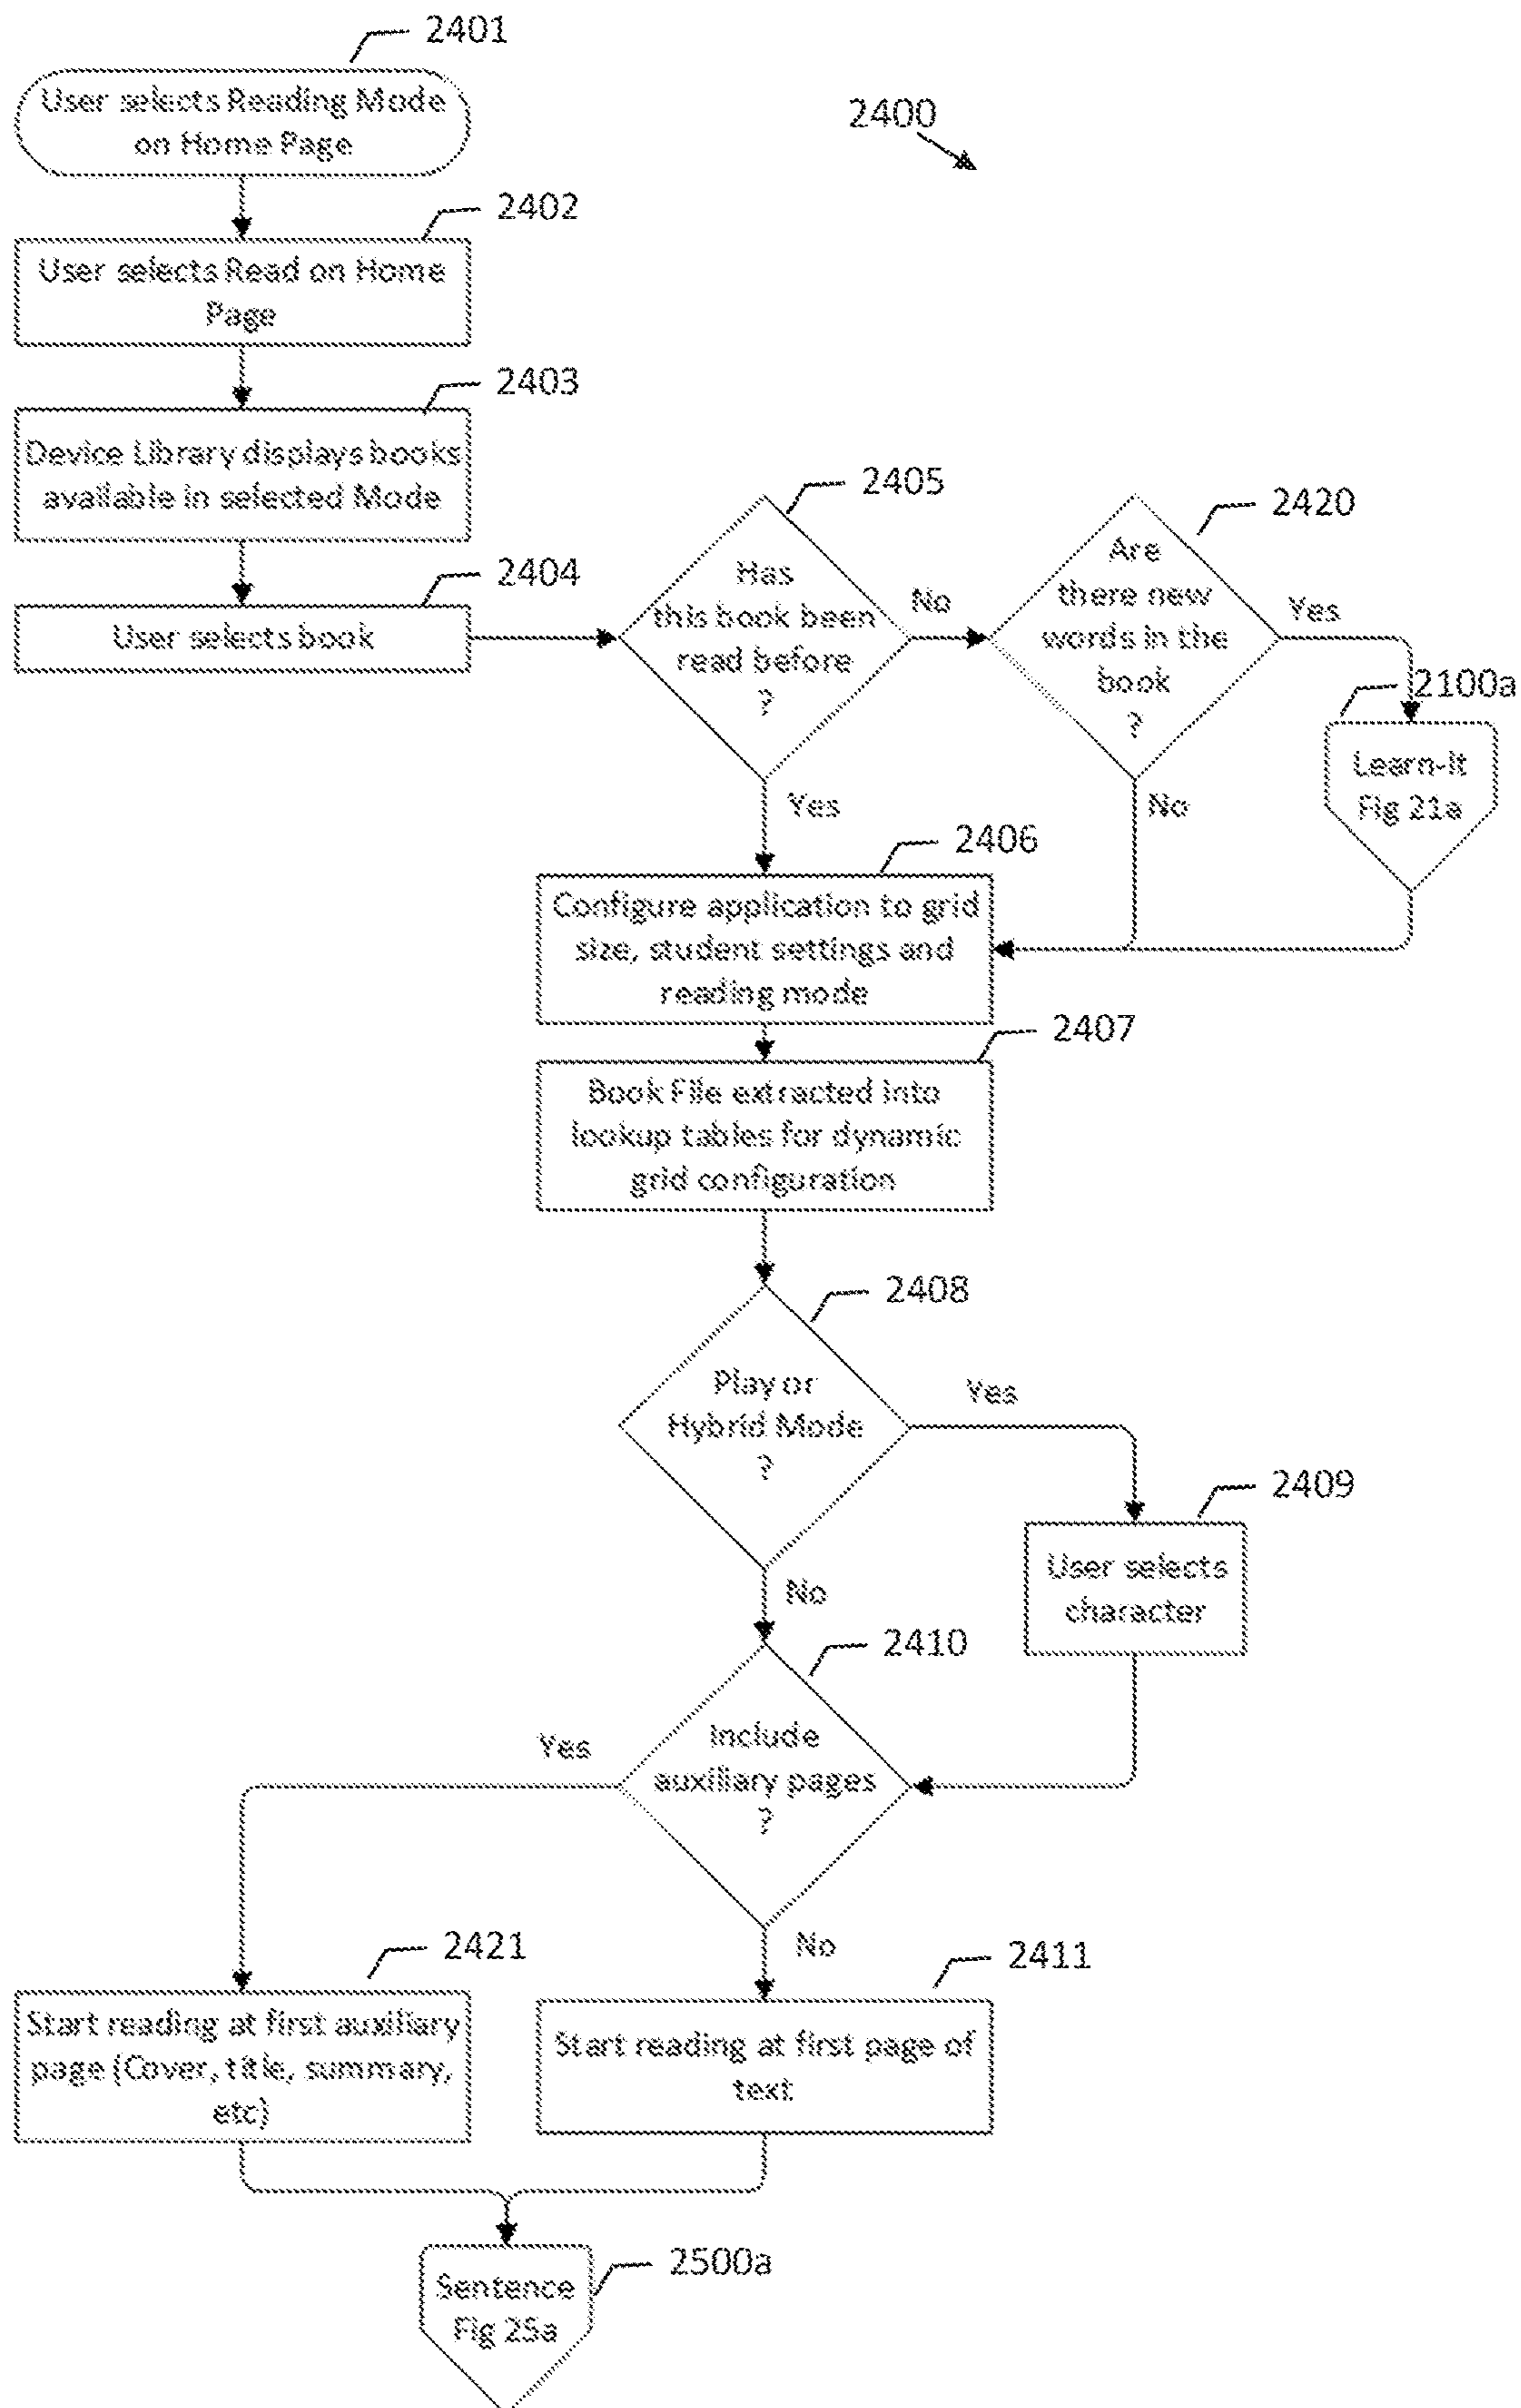 2401
User selects Reading Mode
on Home Page
2400
2402
User selects Read on Home
Page
2403
Device Library displays books
available in selected Mode
2404
User selects book
2405
Has
this book been
read before
?
No
Yes
2420
Are
there new
words in the
book
?
Yes
No
2100a
Learn-It
Fig 21a
2406
Configure application to grid
size, student settings and
reading mode
2407
Book File extracted into
lookup tables for dynamic
grid configuration
2408
Play or
Hybrid Mode
?
Yes
No
2409
User selects
character
2410
Include
auxiliary pages
?
Yes
No
2421
Start reading at first auxiliary
page (Cover, title, summary,
etc)
2411
Start reading at first page of
text
2500a
Sentence
Fig 25a